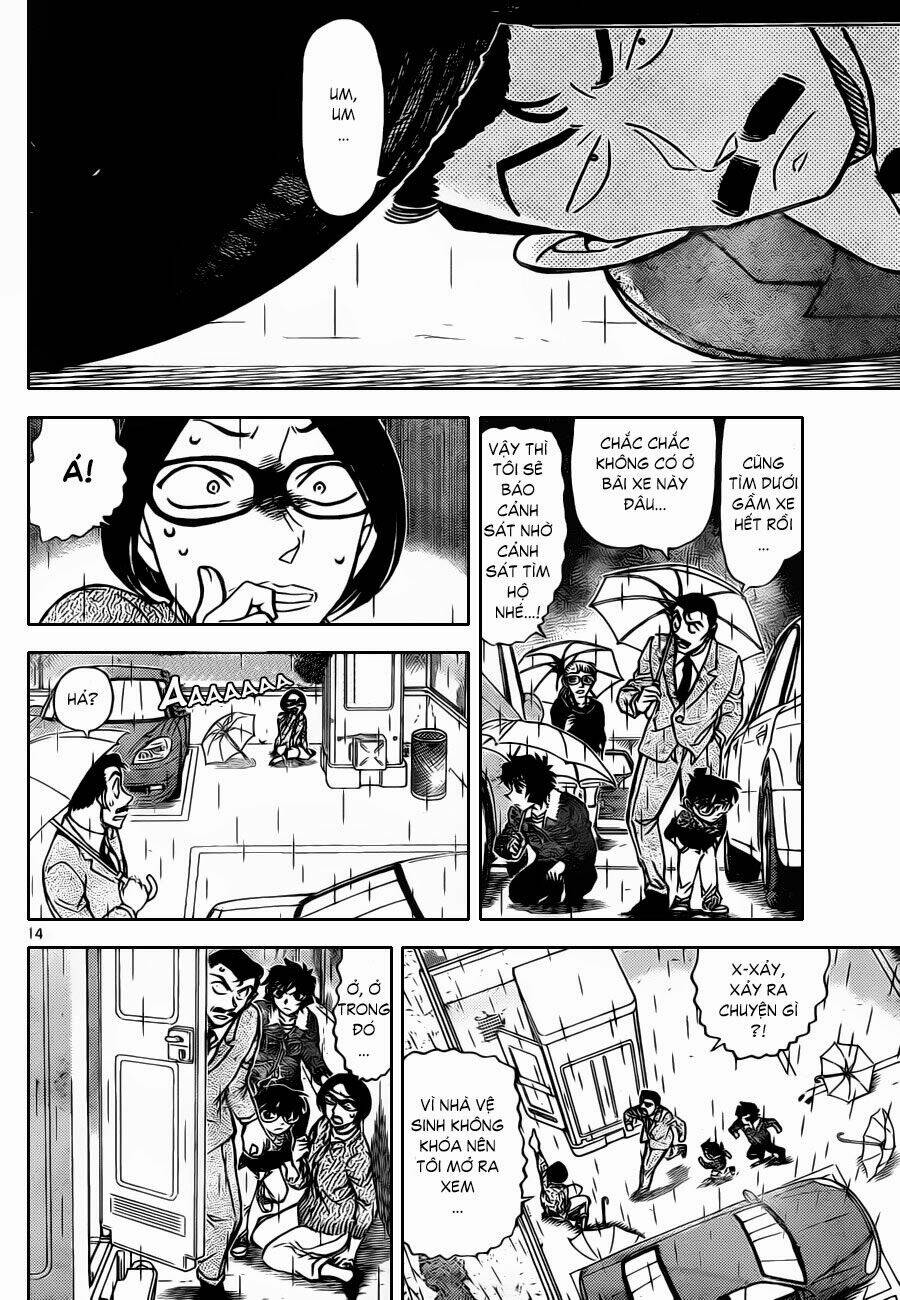 UM,
UM
...
CŨNG
TÌM DƯỚI
GẦM XE
HẾT RỒI
...
CHẮC CHẮC
KHÔNG CÓ Ở
BÃI XE NÀY
ĐÂU...
VẬY THÌ
TÔI SẼ
BÁO
CẢNH
SÁT NHỜ
CẢNH
SÁT TÌM
HỘ
NHÉ...!
Á!
HẢ?
AAAAAAAA
14
X-XẢY,
XẢY RA
CHUYỆN GÌ
?!
VÌ NHÀ VỆ
SINH KHÔNG
KHÓA NÊN
TÔI MỞ RA
XEM
...
Ở, Ở
TRONG
ĐÓ
...